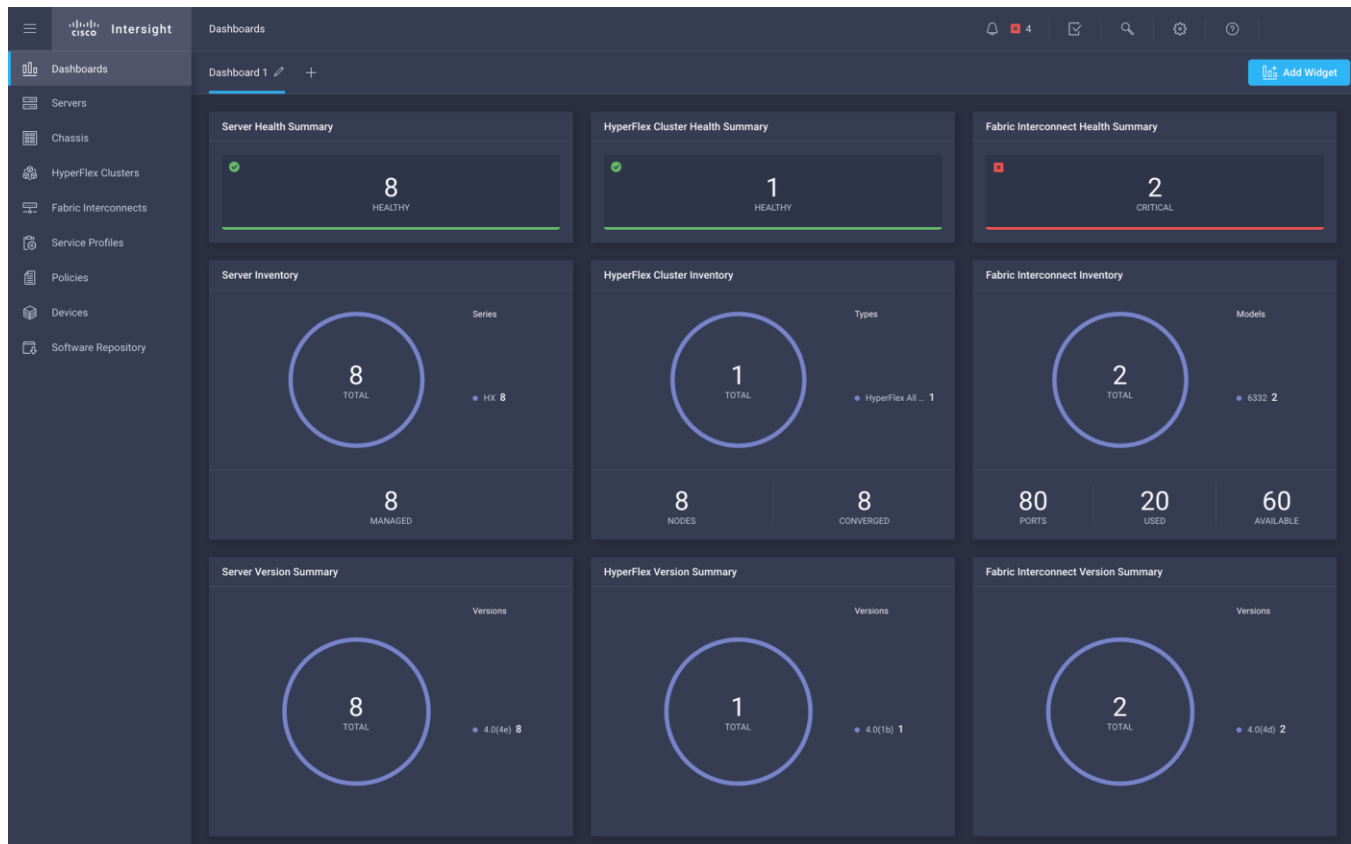 cisco Intersight
Dashboards
4
Dashboards
Servers
Chassis
HyperFlex Clusters
Fabric Interconnects
Service Profiles
Policies
Devices
Software Repository
Dashboard 1
+
Add Widget
Server Health Summary
8
HEALTHY
HyperFlex Cluster Health Summary
1
HEALTHY
Fabric Interconnect Health Summary
2
CRITICAL
Server Inventory
Series
8
TOTAL
HX 8
8
MANAGED
HyperFlex Cluster Inventory
Types
1
TOTAL
HyperFlex All ... 1
8
NODES
8
CONVERGED
Fabric Interconnect Inventory
Models
2
TOTAL
6332 2
80
PORTS
20
USED
60
AVAILABLE
Server Version Summary
Versions
8
TOTAL
4.0(4e) 8
HyperFlex Version Summary
Versions
1
TOTAL
4.0(1b) 1
Fabric Interconnect Version Summary
Versions
2
TOTAL
4.0(4d) 2